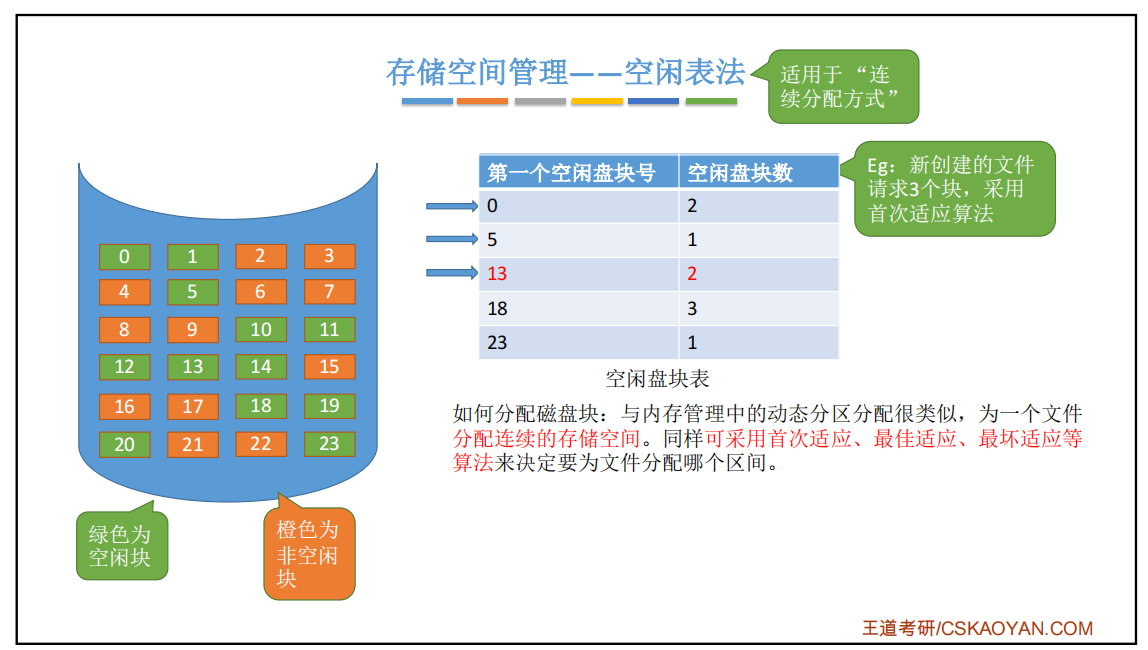 存储空间管理——空闲表法
适用于“连
续分配方式”
第一个空闲盘块号 空闲盘块数
0 2
5 1
13 2
18 3
23 1
空闲盘块表
Eg：新创建的文件
请求3个块，采用
首次适应算法
0 1 2 3
4 5 6 7
8 9 10 11
12 13 14 15
16 17 18 19
20 21 22 23
绿色为
空闲块
橙色为
非空闲
块
如何分配磁盘块：与内存管理中的动态分区分配很类似，为一个文件
分配连续的存储空间。同样可采用首次适应、最佳适应、最坏适应等
算法来决定要为文件分配哪个区间。
王道考研/CSKAOYAN.COM